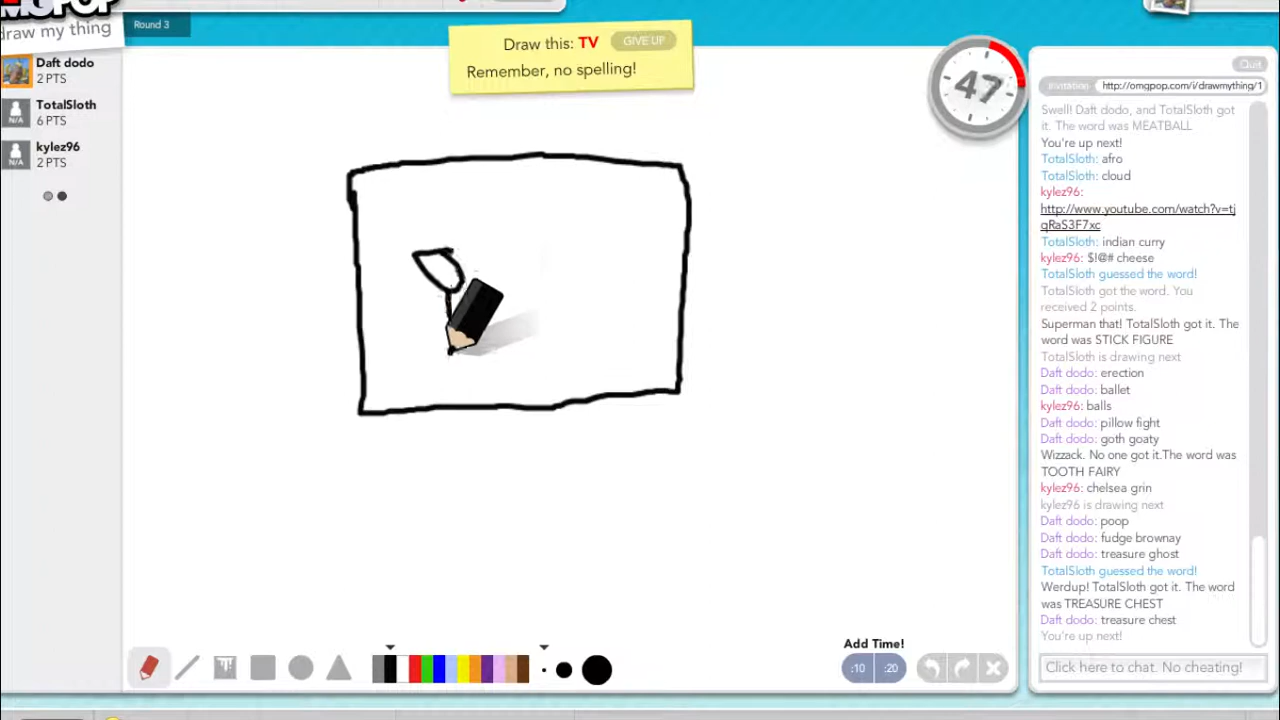 MGPOP
draw my thing
Round 3
Draw this: TV
GIVE UP
Remember, no spelling!
47
Daft dodo
2 PTS
N/A
TotalSloth
6 PTS
N/A
kylez96
2 PTS
Quit
Invitation
http://omgpop.com/i/drawmything/1
Swell! Daft dodo, and TotalSloth got
it. The word was MEATBALL
You're up next!
TotalSloth: afro
TotalSloth: cloud
kylez96:
http://www.youtube.com/watch?v=tj
qRaS3F7xc
TotalSloth: indian curry
kylez96: $!@# cheese
TotalSloth guessed the word!
TotalSloth got the word. You
received 2 points.
Superman that! TotalSloth got it. The
word was STICK FIGURE
TotalSloth is drawing next
Daft dodo: erection
Daft dodo: ballet
kylez96: balls
Daft dodo: pillow fight
Daft dodo: goth goaty
Wizzack. No one got it.The word was
TOOTH FAIRY
kylez96: chelsea grin
kylez96 is drawing next
Daft dodo: poop
Daft dodo: fudge brownay
Daft dodo: treasure ghost
TotalSloth guessed the word!
Werdup! TotalSloth got it. The word
was TREASURE CHEST
Daft dodo: treasure chest
You're up next!
Click here to chat. No cheating!
Add Time!
:10
:20